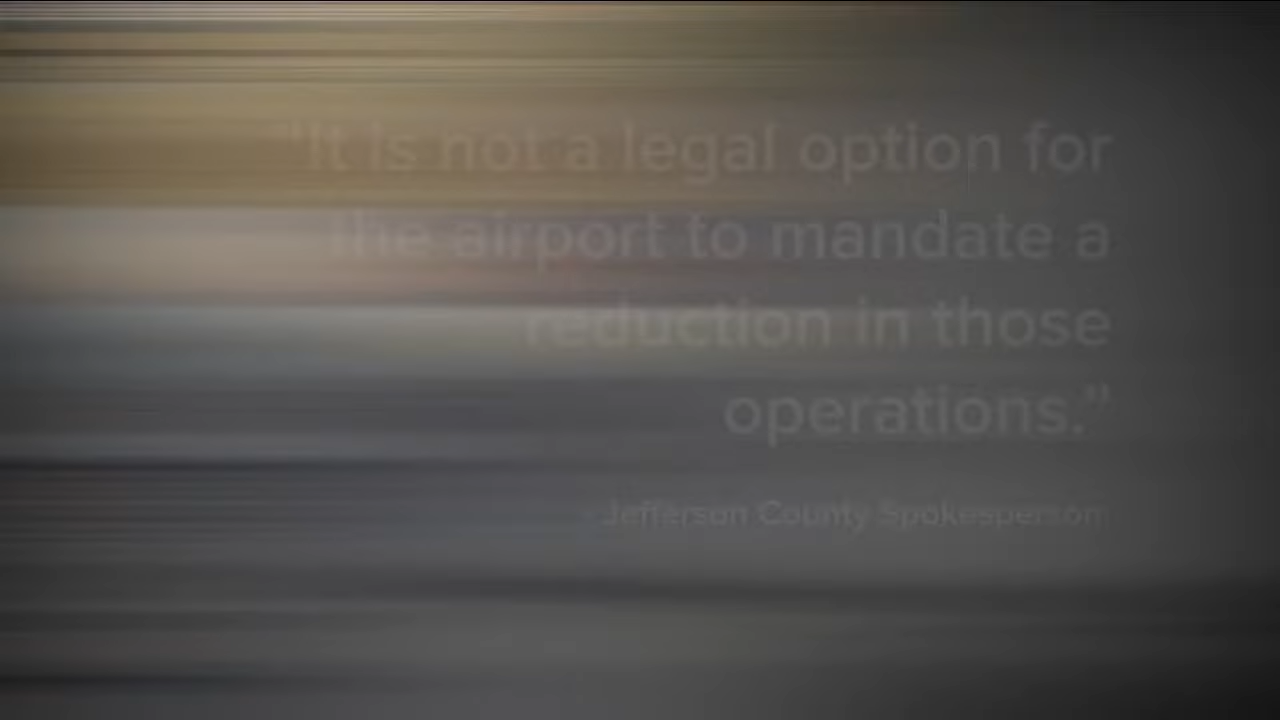 "It is not a legal option for
the airport to mandate a
reduction in those
operations."
- Jefferson County Spokesperson